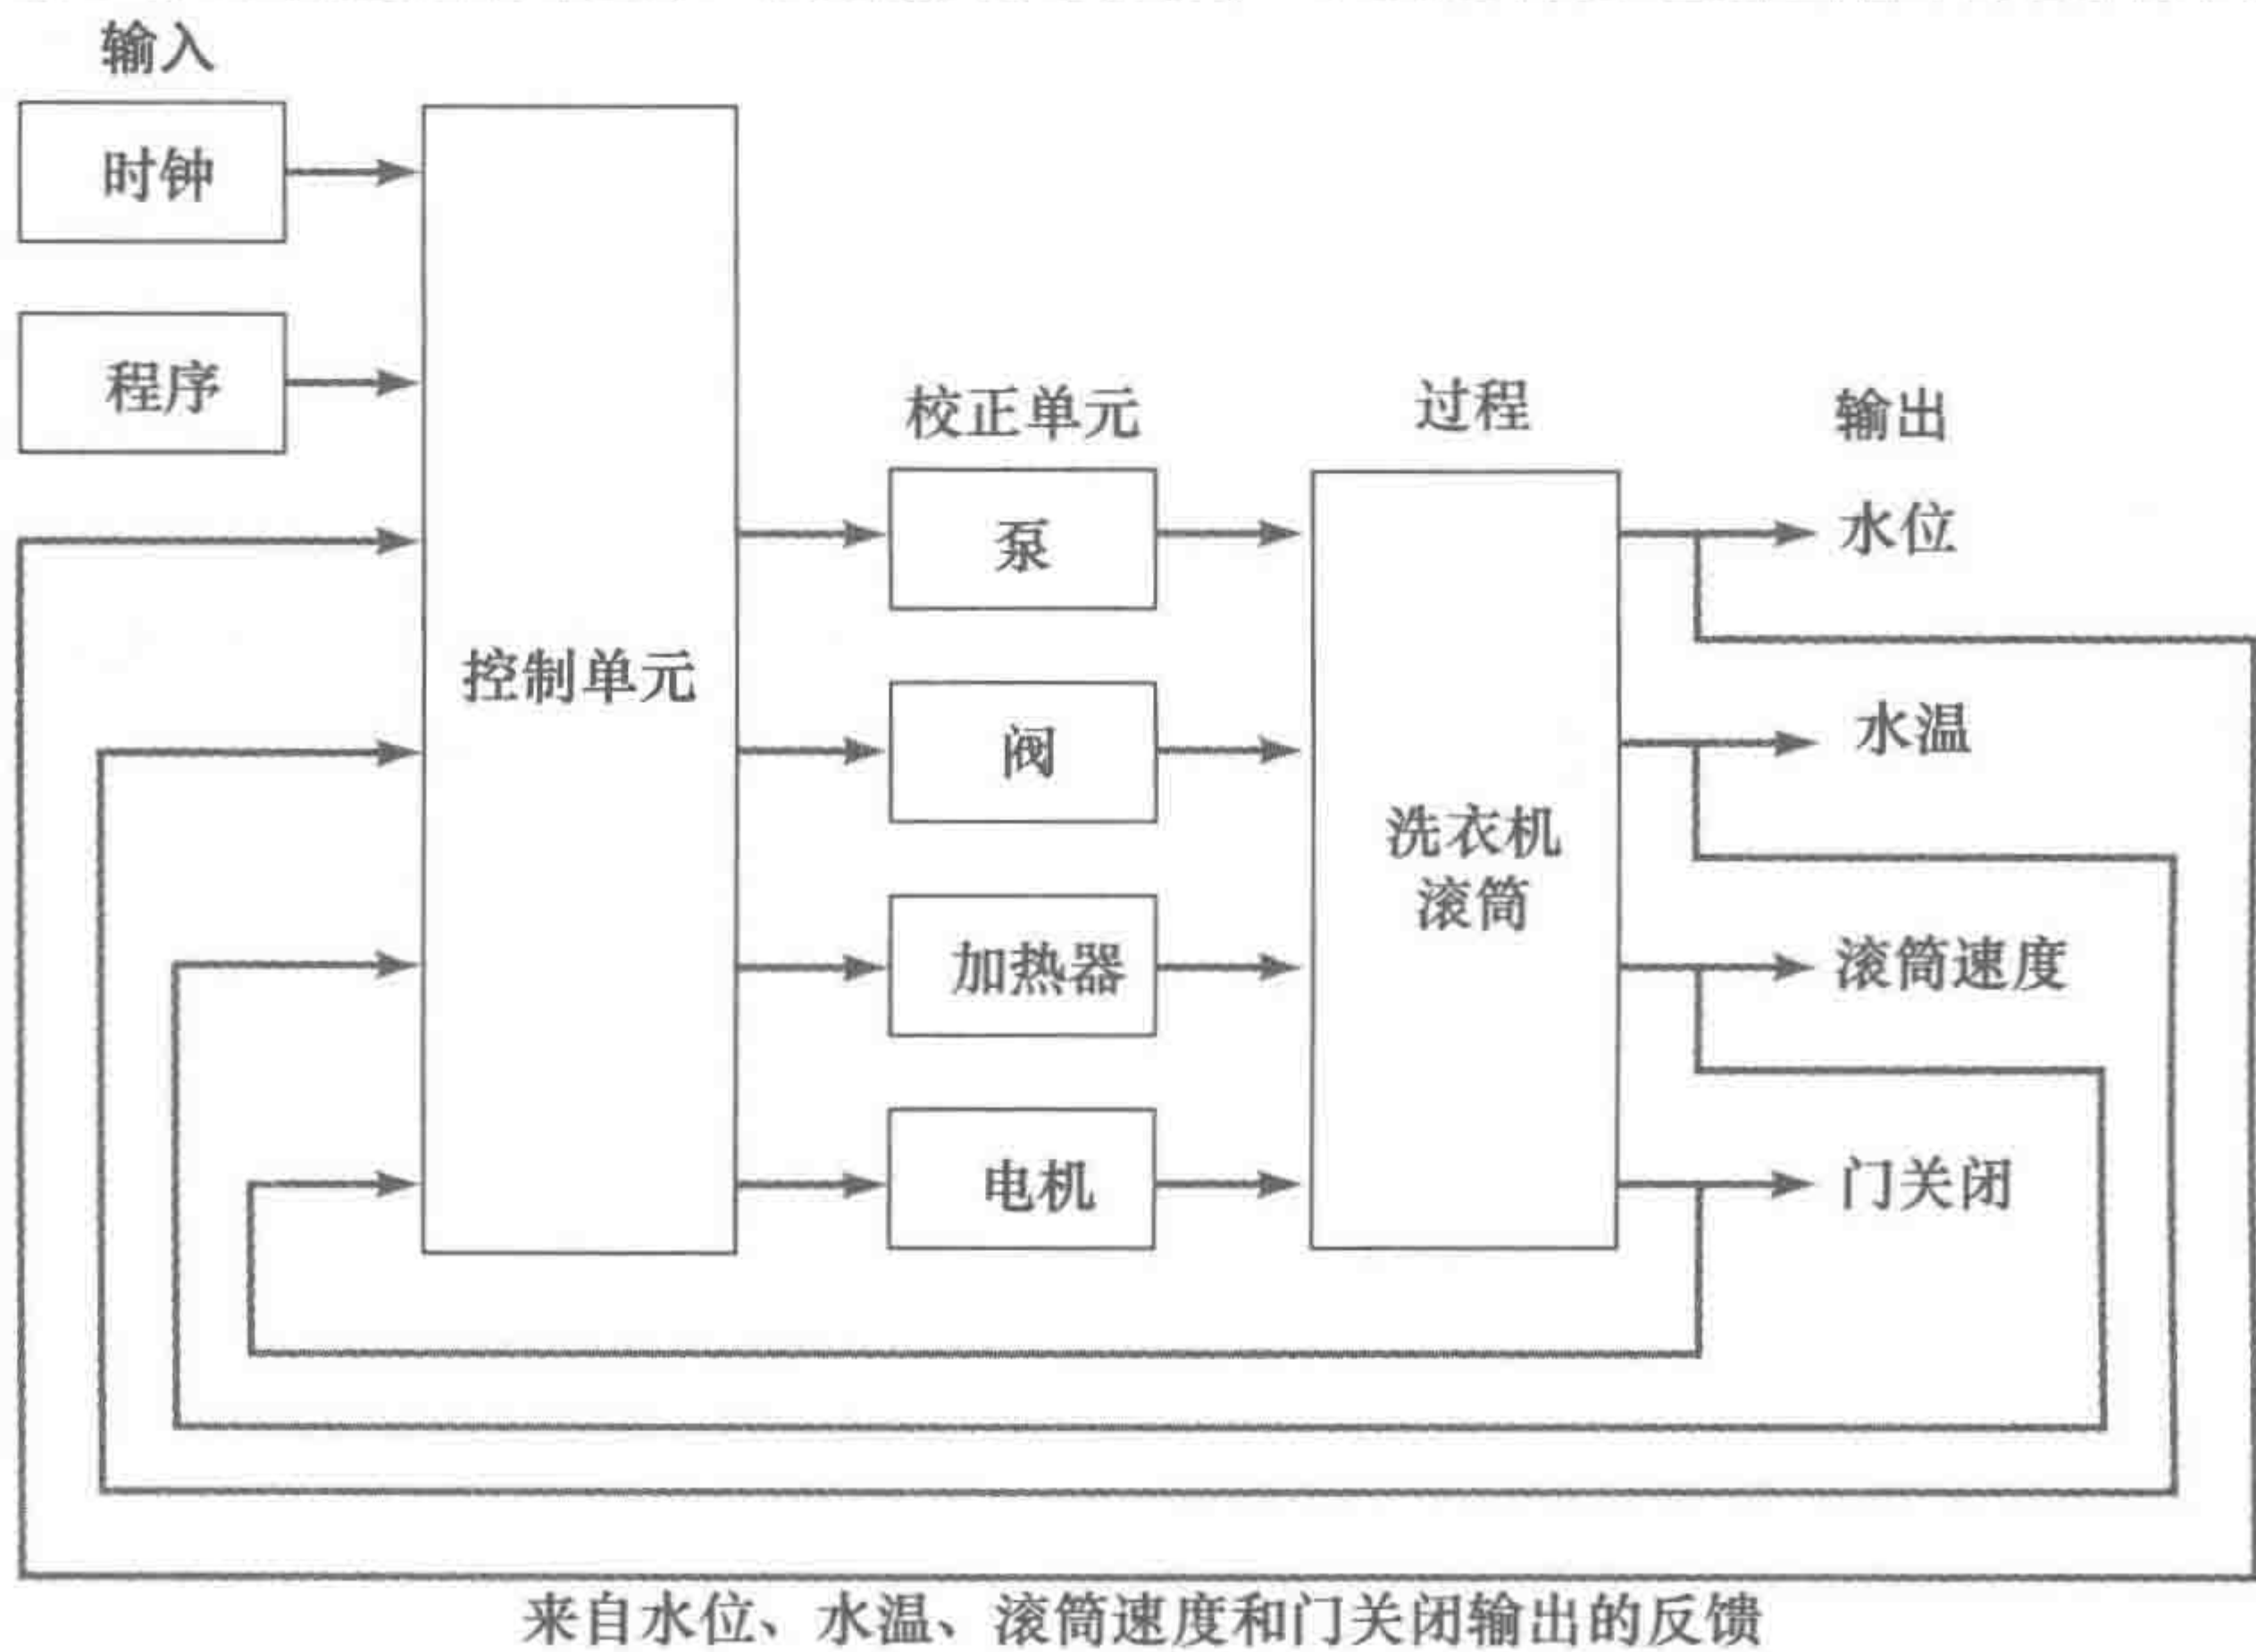 输入
时钟
程序
控制单元
校正单元
泵
阀
加热器
电机
过程
洗衣机
滚筒
输出
水位
水温
滚筒速度
门关闭
来自水位、水温、滚筒速度和门关闭输出的反馈